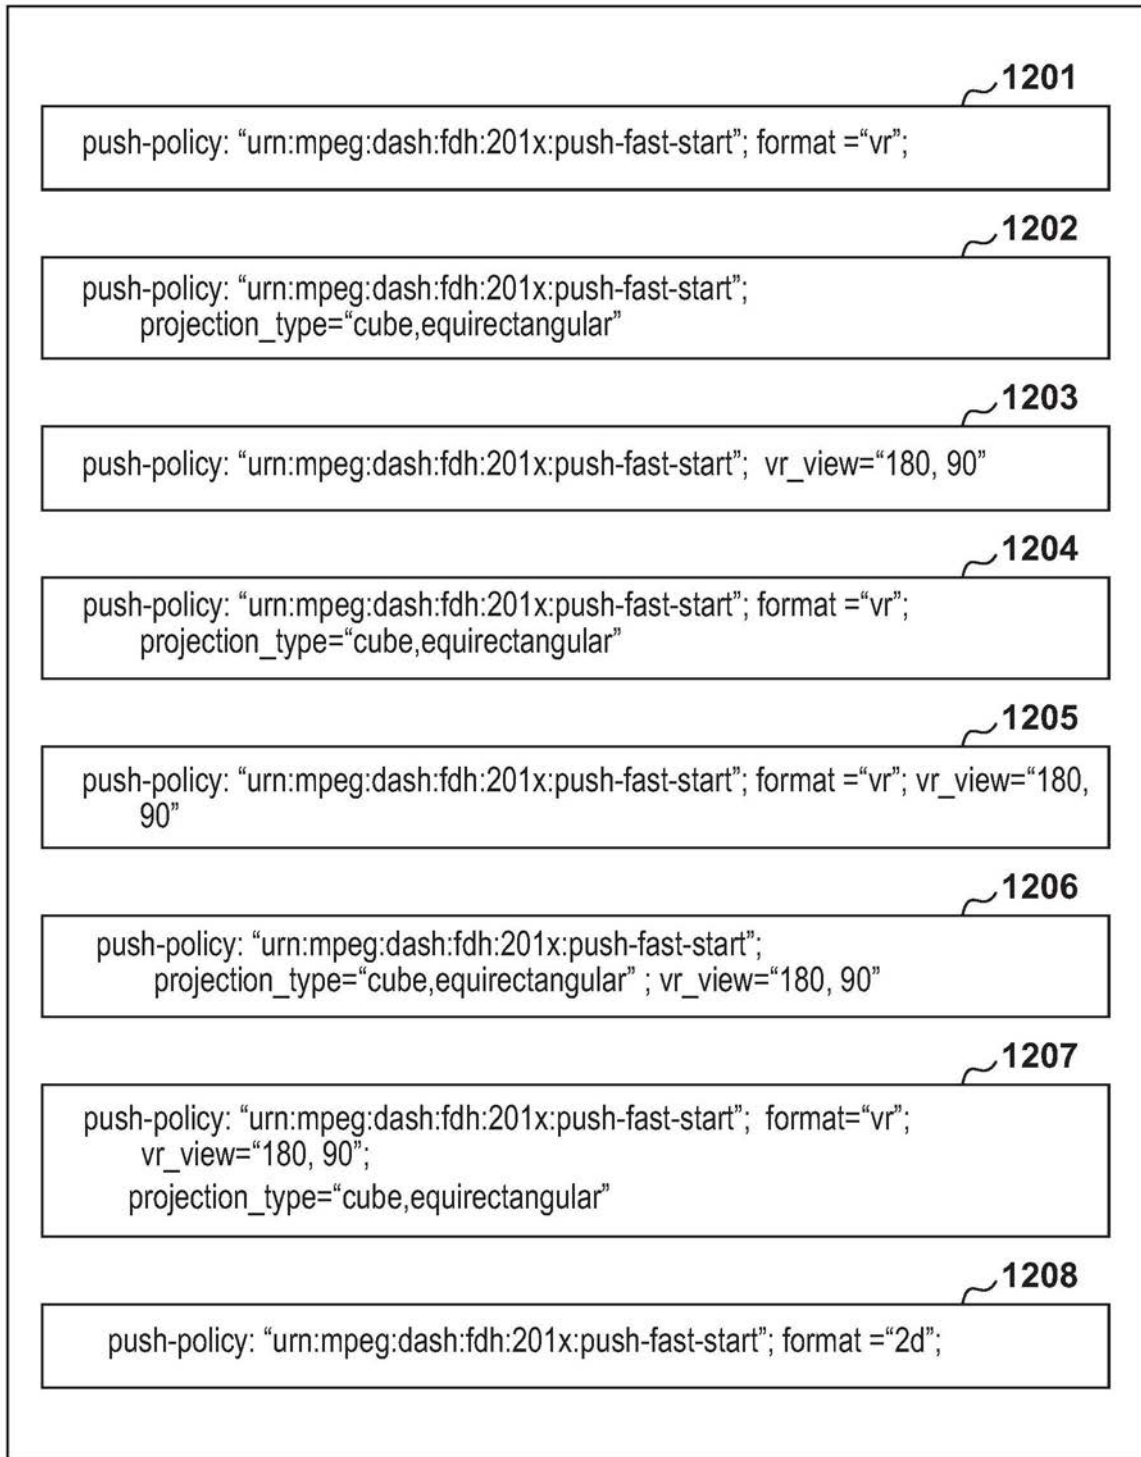 1201
push-policy: “urn:mpeg:dash:fdh:201x:push-fast-start”; format =“vr”;
1202
push-policy: “urn:mpeg:dash:fdh:201x:push-fast-start”;
projection_type=“cube,equirectangular”
1203
push-policy: “urn:mpeg:dash:fdh:201x:push-fast-start”; vr_view=“180, 90”
1204
push-policy: “urn:mpeg:dash:fdh:201x:push-fast-start”; format =“vr”;
projection_type=“cube,equirectangular”
1205
push-policy: “urn:mpeg:dash:fdh:201x:push-fast-start”; format =“vr”; vr_view=“180,
90”
1206
push-policy: “urn:mpeg:dash:fdh:201x:push-fast-start”;
projection_type=“cube,equirectangular” ; vr_view=“180, 90”
1207
push-policy: “urn:mpeg:dash:fdh:201x:push-fast-start”; format=“vr”;
vr_view=“180, 90”;
projection_type=“cube,equirectangular”
1208
push-policy: “urn:mpeg:dash:fdh:201x:push-fast-start”; format =“2d”;